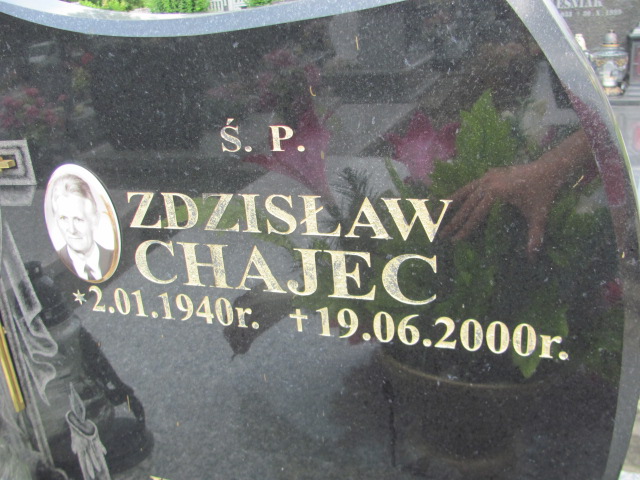 Ś. P.
ZDZISŁAW
CHAJEC
*2.01.1940r. †19.06.2000r.